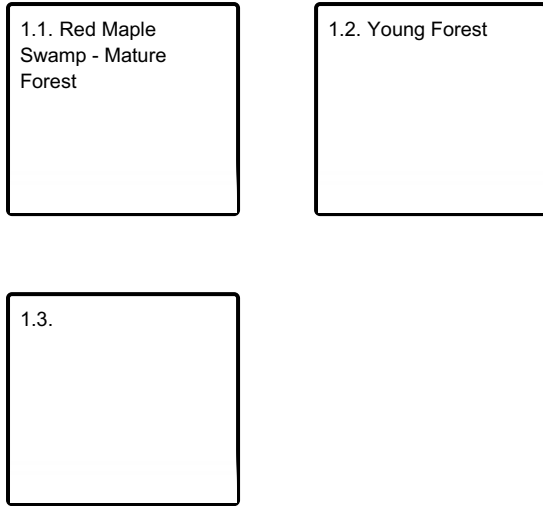 1.1. Red Maple
Swamp - Mature
Forest
1.2. Young Forest
1.3.